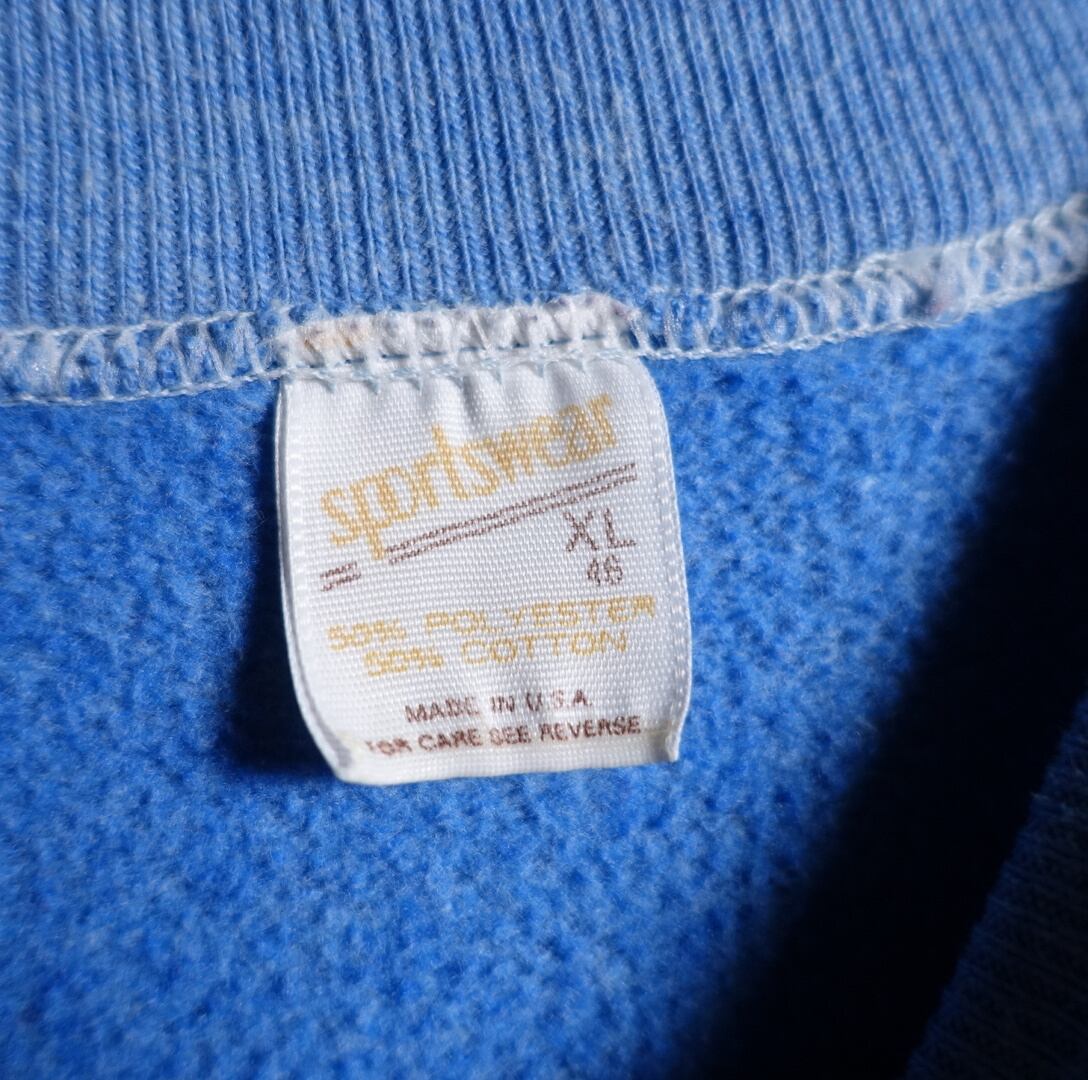 sportswear
XL
46
50% POLYESTER
50% COTTON
MADE IN U.S.A.
FOR CARE SEE REVERSE